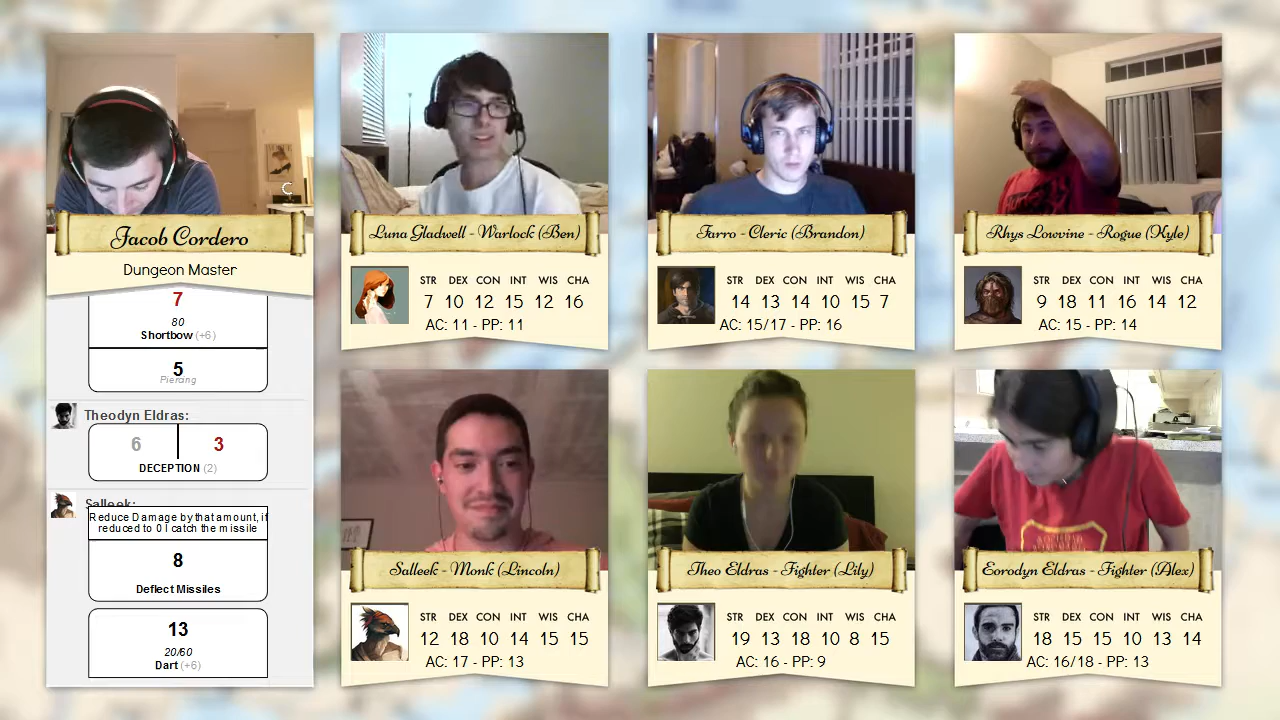 Jacob Cordero
Dungeon Master
7
80
Shortbow (+6)
5
Piercing
Theodyn Eldras:
6 3
DECEPTION (2)
Salleek:
Reduce Damage by that amount, if
reduced to 0 I catch the missile
8
Deflect Missiles
13
20/60
Dart (+6)
Luna Gladwell - Warlock (Ben)
STR DEX CON INT WIS CHA
7 10 12 15 12 16
AC: 11 - PP: 11
Farro - Cleric (Brandon)
STR DEX CON INT WIS CHA
14 13 14 10 15 7
AC: 15/17 - PP: 16
Rhys Lowvine - Rogue (Kyle)
STR DEX CON INT WIS CHA
9 18 11 16 14 12
AC: 15 - PP: 14
Salleek - Monk (Lincoln)
STR DEX CON INT WIS CHA
12 18 10 14 15 15
AC: 17 - PP: 13
Theo Eldras - Fighter (Lily)
STR DEX CON INT WIS CHA
19 13 18 10 8 15
AC: 16 - PP: 9
Eorodyn Eldras - Fighter (Alex)
STR DEX CON INT WIS CHA
18 15 15 10 13 14
AC: 16/18 - PP: 13